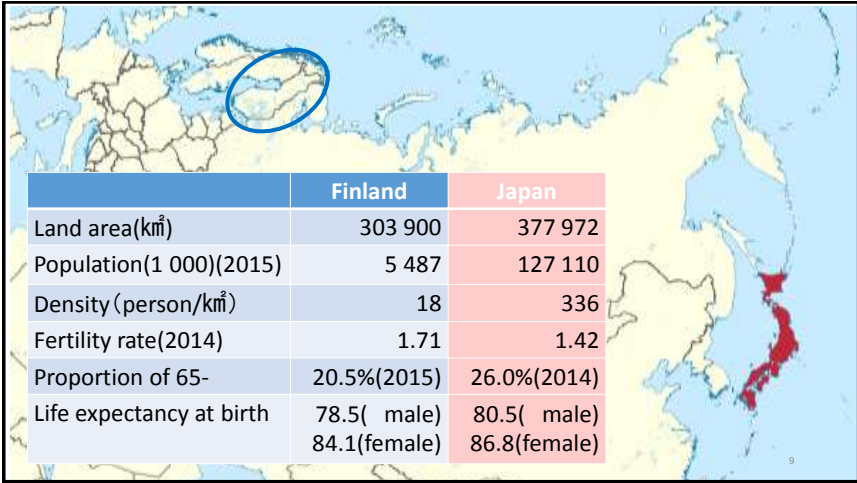 Finland Japan
Land area(km²) 303 900 377 972
Population(1 000)(2015) 5 487 127 110
Density(person/km²) 18 336
Fertility rate(2014) 1.71 1.42
Proportion of 65- 20.5%(2015) 26.0%(2014)
Life expectancy at birth 78.5( male) 80.5( male)
84.1(female) 86.8(female)
9